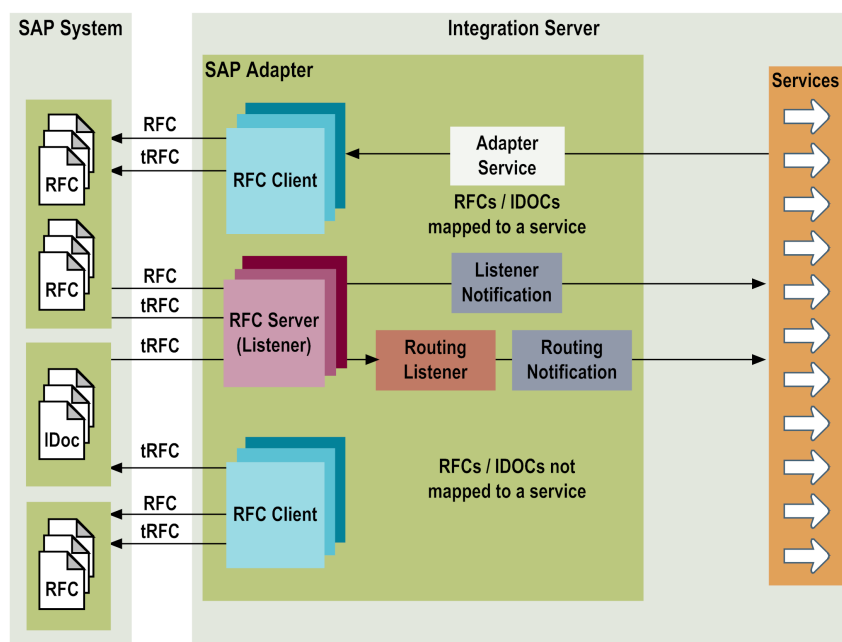 SAP System
Integration Server
SAP Adapter
Services
RFC
tRFC
RFC
RFC Client
Adapter
Service
RFCs / IDOCs
mapped to a service
RFC
RFC
tRFC
RFC Server
(Listener)
Listener
Notification
tRFC
Routing
Listener
Routing
Notification
IDoc
tRFC
RFC
tRFC
RFC Client
RFCs / IDOCs not
mapped to a service
RFC